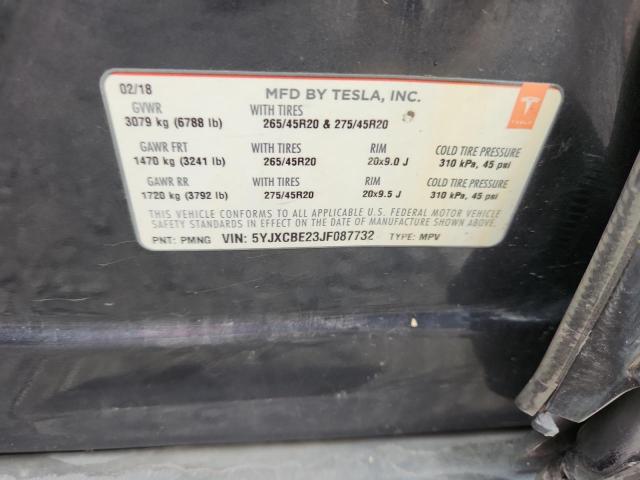 02/18 MFD BY TESLA, INC.
GVWR WITH TIRES
3079 kg (6788 lb) 265/45R20 & 275/45R20
TESLA
GAWR FRT WITH TIRES RIM COLD TIRE PRESSURE
1470 kg (3241 lb) 265/45R20 20x9.0 J 310 kPa, 45 psi
GAWR RR WITH TIRES RIM COLD TIRE PRESSURE
1720 kg (3792 lb) 275/45R20 20x9.5 J 310 kPa, 45 psi
THIS VEHICLE CONFORMS TO ALL APPLICABLE U.S. FEDERAL MOTOR VEHICLE
SAFETY STANDARDS IN EFFECT ON THE DATE OF MANUFACTURE SHOWN ABOVE.
PNT: PMNG VIN: 5YJXCBE23JF087732 TYPE: MPV